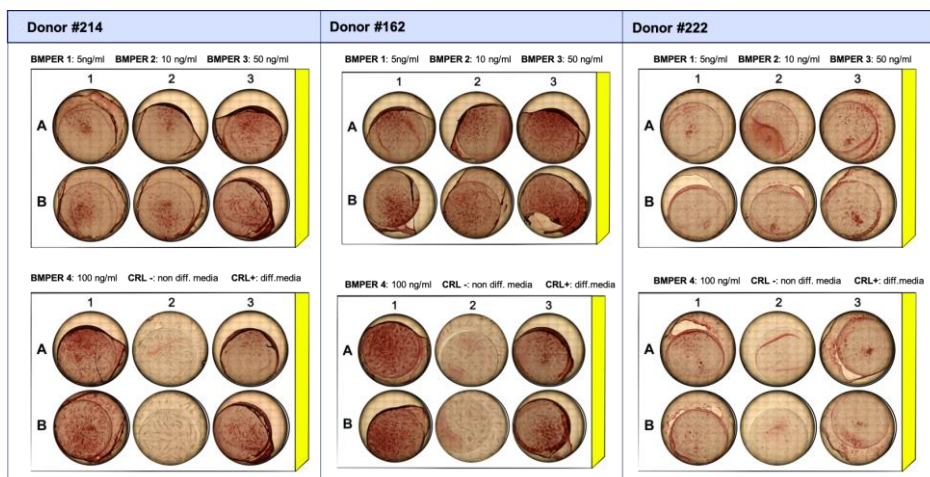 Donor #214
Donor #162
Donor #222
BMPER 1: 5ng/ml BMPER 2: 10 ng/ml BMPER 3: 50 ng/ml
1 2 3
A
B
BMPER 4: 100 ng/ml CRL -: non diff. media CRL+: diff.media
1 2 3
A
B
BMPER 1: 5ng/ml BMPER 2: 10 ng/ml BMPER 3: 50 ng/ml
1 2 3
A
B
BMPER 4: 100 ng/ml CRL -: non diff. media CRL+: diff.media
1 2 3
A
B
BMPER 1: 5ng/ml BMPER 2: 10 ng/ml BMPER 3: 50 ng/ml
1 2 3
A
B
BMPER 4: 100 ng/ml CRL -: non diff. media CRL+: diff.media
1 2 3
A
B